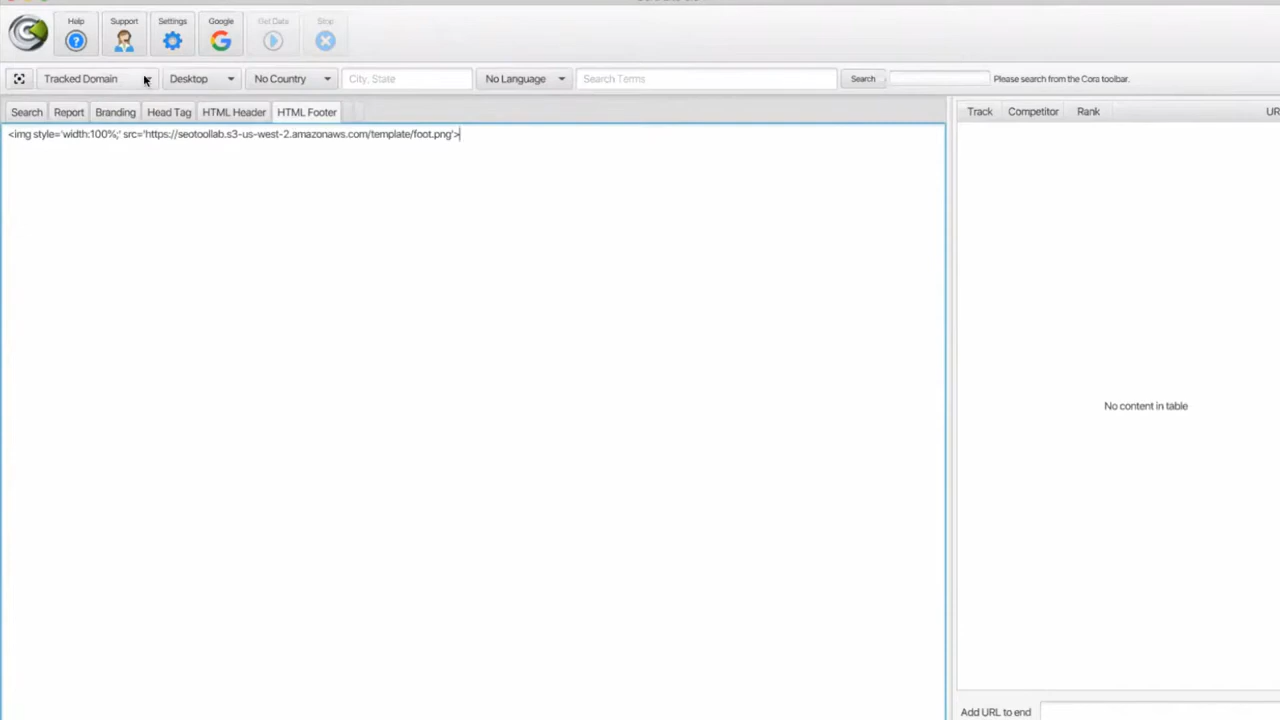 Help Support Settings Google Get Data Stop
Tracked Domain Desktop No Country City, State No Language Search Terms Search Please search from the Cora toolbar.
Search Report Branding Head Tag HTML Header HTML Footer Track Competitor Rank
<img style='width:100%;' src='https://seotoollab.s3-us-west-2.amazonaws.com/template/foot.png'>
No content in table
Add URL to end